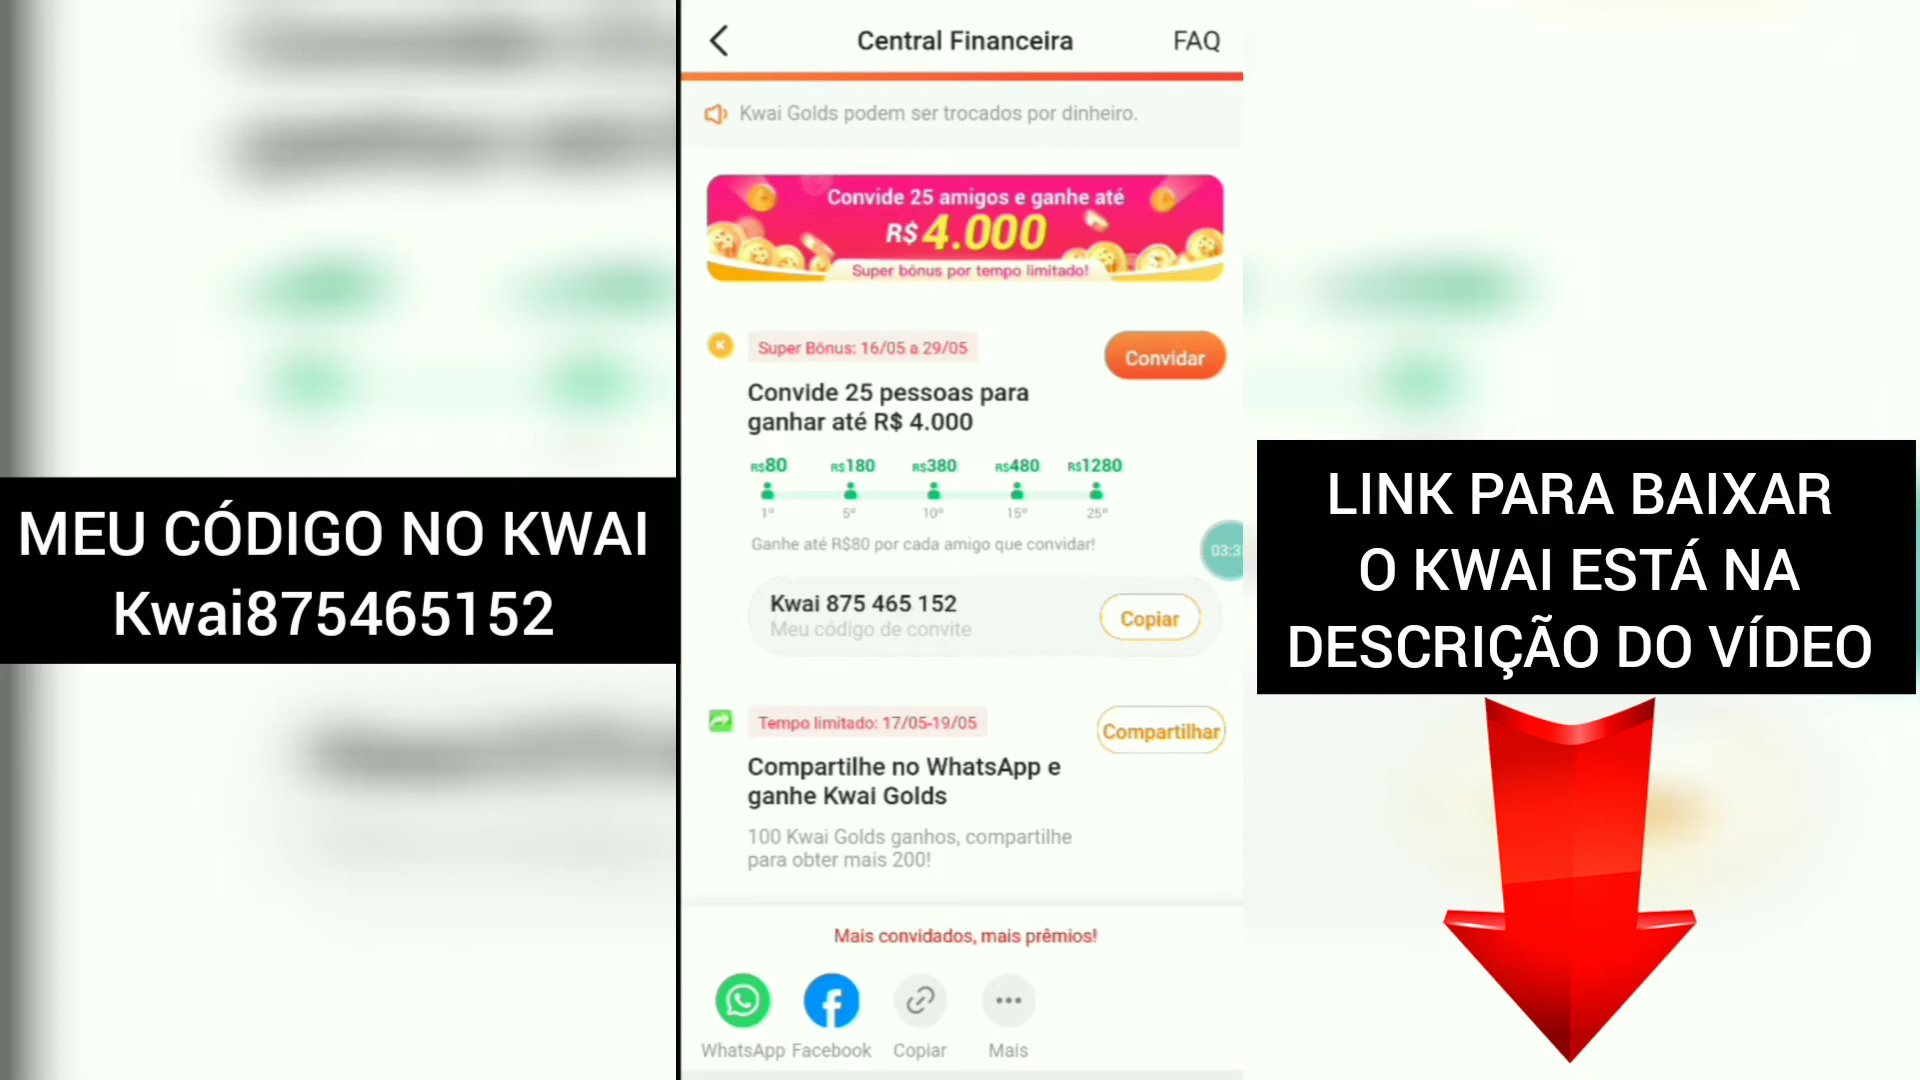 Central Financeira
FAQ
Kwai Golds podem ser trocados por dinheiro.
Convide 25 amigos e ganhe até
R$ 4.000
Super bônus por tempo limitado!
Super Bônus: 16/05 a 29/05
Convidar
Convide 25 pessoas para
ganhar até R$ 4.000
R$80 R$180 R$380 R$480 R$1280
1º 5º 10º 15º 25º
Ganhe até R$80 por cada amigo que convidar!
Kwai 875 465 152
Meu código de convite
Copiar
Tempo limitado: 17/05-19/05
Compartilhar
Compartilhe no WhatsApp e
ganhe Kwai Golds
100 Kwai Golds ganhos, compartilhe
para obter mais 200!
Mais convidados, mais prêmios!
WhatsApp Facebook Copiar Mais
MEU CÓDIGO NO KWAI
Kwai875465152
LINK PARA BAIXAR
O KWAI ESTÁ NA
DESCRIÇÃO DO VÍDEO